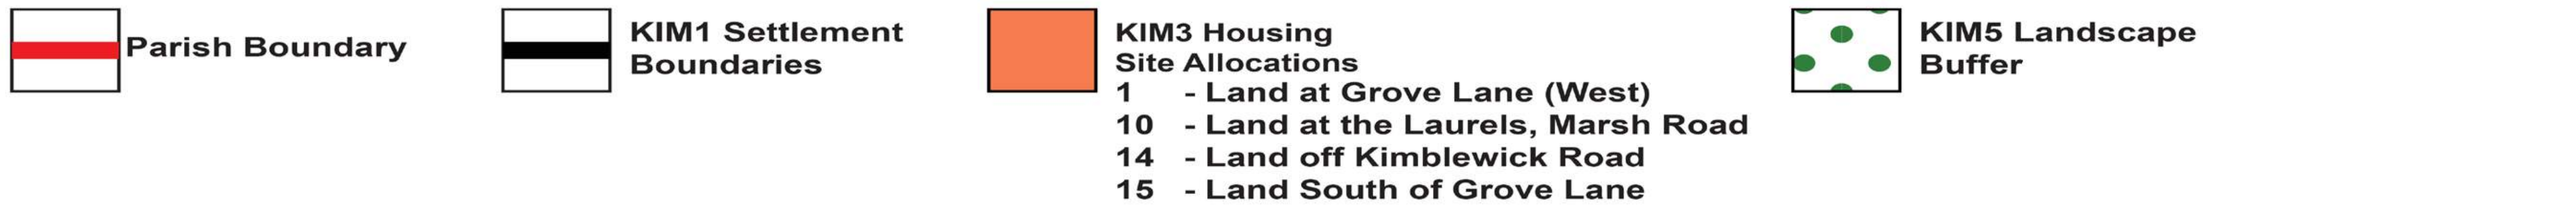 Parish Boundary
KIM1 Settlement
Boundaries
KIM3 Housing
Site Allocations
1 - Land at Grove Lane (West)
10 - Land at the Laurels, Marsh Road
14 - Land off Kimblewick Road
15 - Land South of Grove Lane
KIM5 Landscape
Buffer